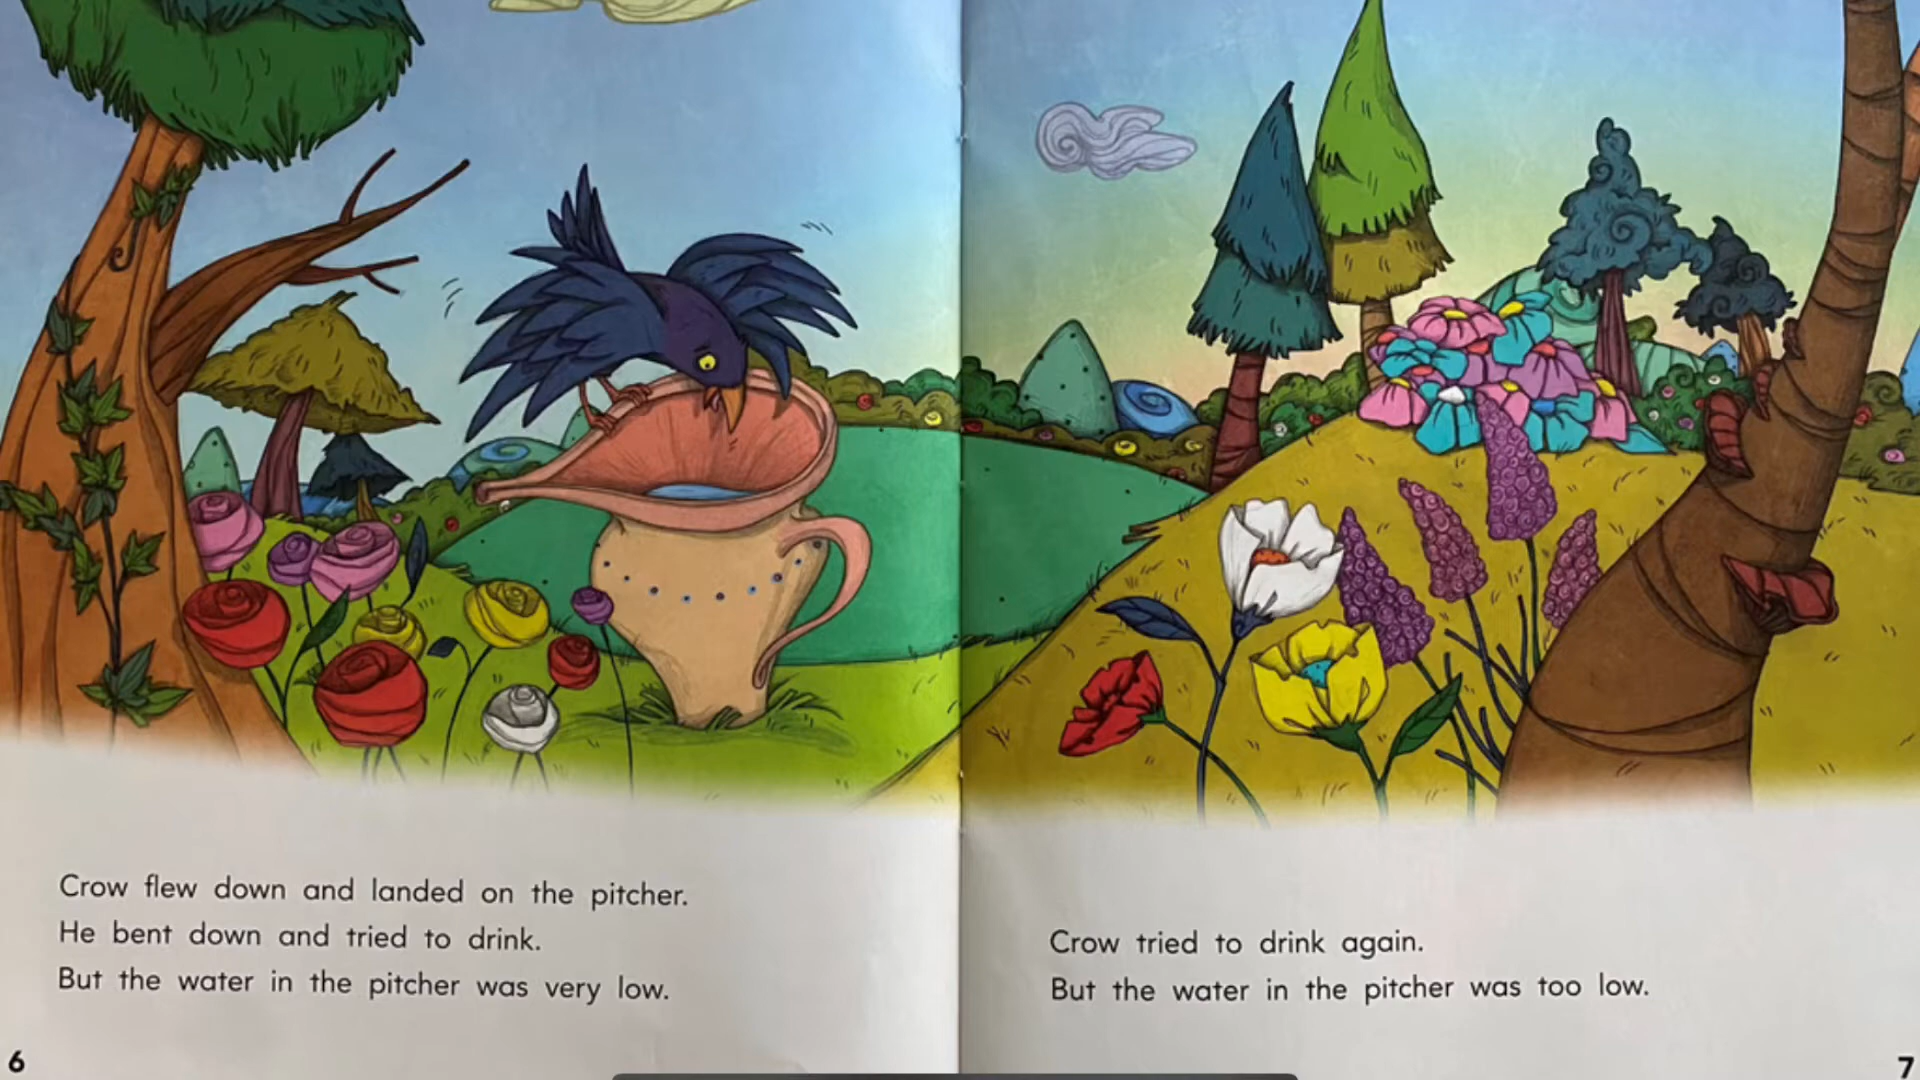 Crow flew down and landed on the pitcher.
He bent down and tried to drink.
But the water in the pitcher was very low.
6
Crow tried to drink again.
But the water in the pitcher was too low.
7